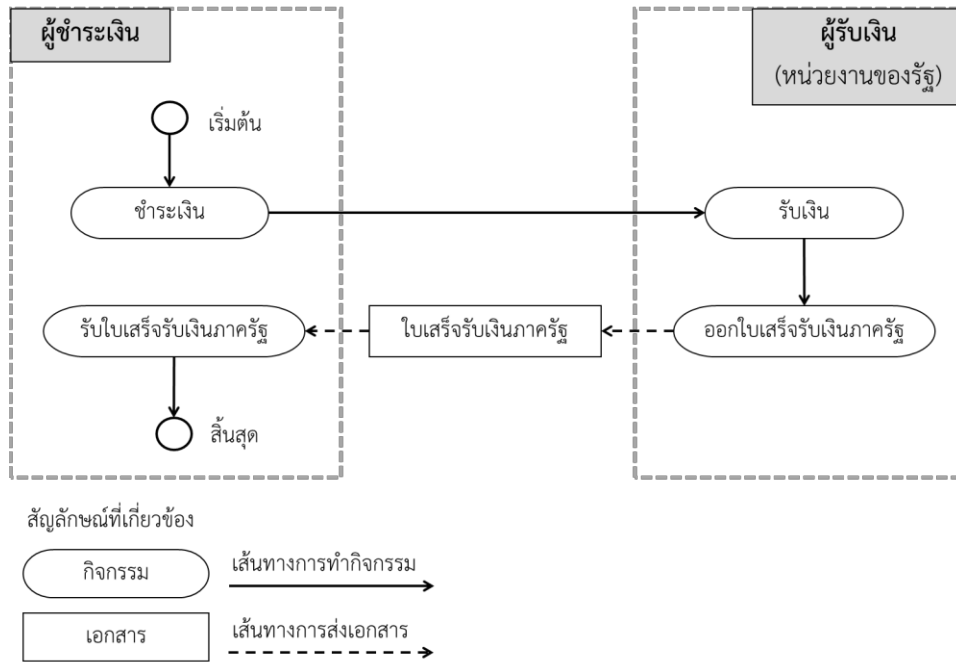 ผู้ชำระเงิน
ผู้รับเงิน
(หน่วยงานของรัฐ)
เริ่มต้น
ชำระเงิน
รับเงิน
รับใบเสร็จรับเงินภาครัฐ
ใบเสร็จรับเงินภาครัฐ
ออกใบเสร็จรับเงินภาครัฐ
สิ้นสุด
สัญลักษณ์ที่เกี่ยวข้อง
กิจกรรม
เส้นทางการทำกิจกรรม
เอกสาร
เส้นทางการส่งเอกสาร